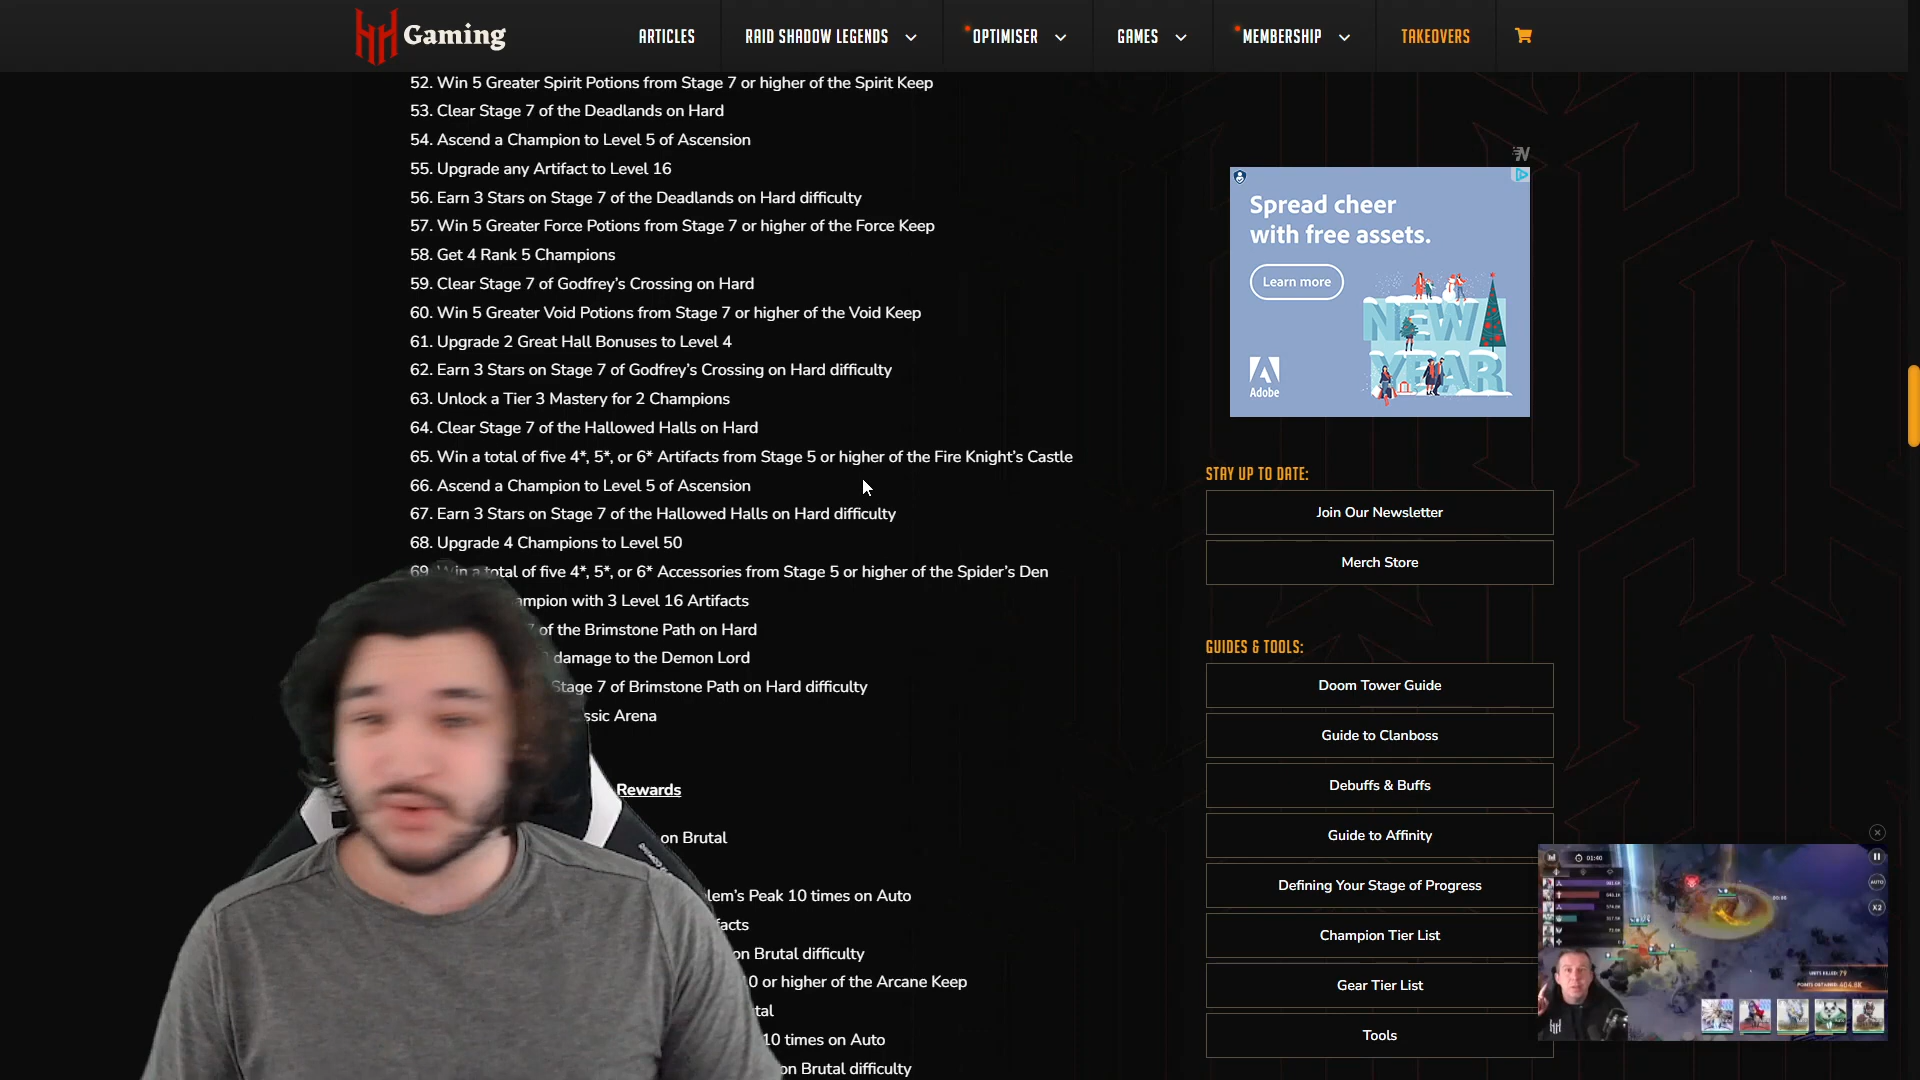 Gaming
ARTICLES
RAID SHADOW LEGENDS
OPTIMISER
GAMES
MEMBERSHIP
TAKEOVERS
52. Win 5 Greater Spirit Potions from Stage 7 or higher of the Spirit Keep
53. Clear Stage 7 of the Deadlands on Hard
54. Ascend a Champion to Level 5 of Ascension
55. Upgrade any Artifact to Level 16
56. Earn 3 Stars on Stage 7 of the Deadlands on Hard difficulty
57. Win 5 Greater Force Potions from Stage 7 or higher of the Force Keep
58. Get 4 Rank 5 Champions
59. Clear Stage 7 of Godfrey's Crossing on Hard
60. Win 5 Greater Void Potions from Stage 7 or higher of the Void Keep
61. Upgrade 2 Great Hall Bonuses to Level 4
62. Earn 3 Stars on Stage 7 of Godfrey's Crossing on Hard difficulty
63. Unlock a Tier 3 Mastery for 2 Champions
64. Clear Stage 7 of the Hallowed Halls on Hard
65. Win a total of five 4*, 5*, or 6* Artifacts from Stage 5 or higher of the Fire Knight's Castle
66. Ascend a Champion to Level 5 of Ascension
67. Earn 3 Stars on Stage 7 of the Hallowed Halls on Hard difficulty
68. Upgrade 4 Champions to Level 50
69. Win a total of five 4*, 5*, or 6* Accessories from Stage 5 or higher of the Spider's Den
ampion with 3 Level 16 Artifacts
7 of the Brimstone Path on Hard
damage to the Demon Lord
Stage 7 of Brimstone Path on Hard difficulty
ssic Arena
Rewards
on Brutal
lem's Peak 10 times on Auto
facts
on Brutal difficulty
0 or higher of the Arcane Keep
tal
10 times on Auto
on Brutal difficulty
Spread cheer
with free assets.
Learn more
NEW
YEAR
Adobe
STAY UP TO DATE:
Join Our Newsletter
Merch Store
GUIDES & TOOLS:
Doom Tower Guide
Guide to Clanboss
Debuffs & Buffs
Guide to Affinity
Defining Your Stage of Progress
Champion Tier List
Gear Tier List
Tools
01:40
AUTO
X2
UNITS KILLED: 79
POINTS OBTAINED: 404.8K